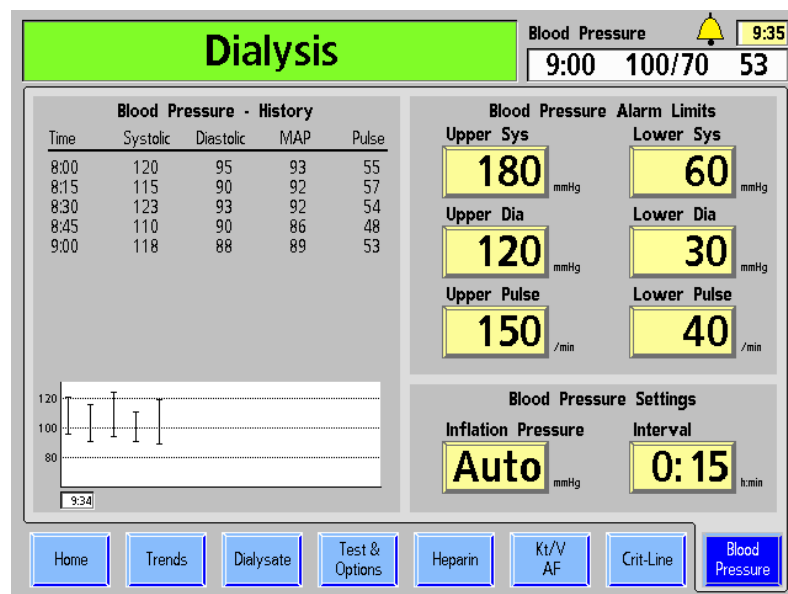 Dialysis
Blood Pressure
9:35
9:00 100/70 53
Blood Pressure - History
Time Systolic Diastolic MAP Pulse
8:00 120 95 93 55
8:15 115 90 92 57
8:30 123 93 92 54
8:45 110 90 86 48
9:00 118 88 89 53
120
100
80
9:34
Blood Pressure Alarm Limits
Upper Sys Lower Sys
180 mmHg 60 mmHg
Upper Dia Lower Dia
120 mmHg 30 mmHg
Upper Pulse Lower Pulse
150 /min 40 /min
Blood Pressure Settings
Inflation Pressure Interval
Auto mmHg 0:15 h:min
Home
Trends
Dialysate
Test &
Options
Heparin
Kt/V
AF
Crit-Line
Blood
Pressure